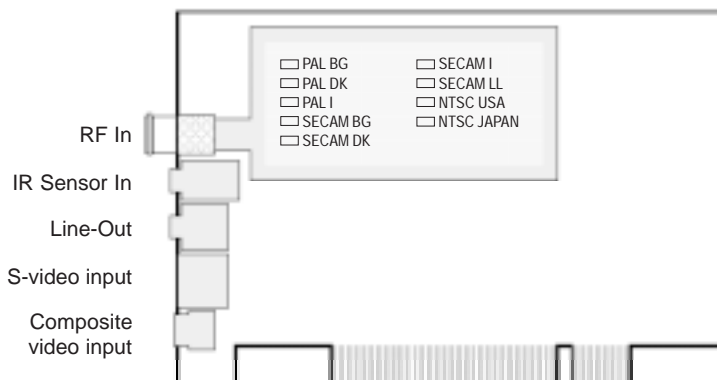 PAL BG
PAL DK
PAL I
SECAM BG
SECAM DK
SECAM I
SECAM LL
NTSC USA
NTSC JAPAN
RF In
IR Sensor In
Line-Out
S-video input
Composite
video input